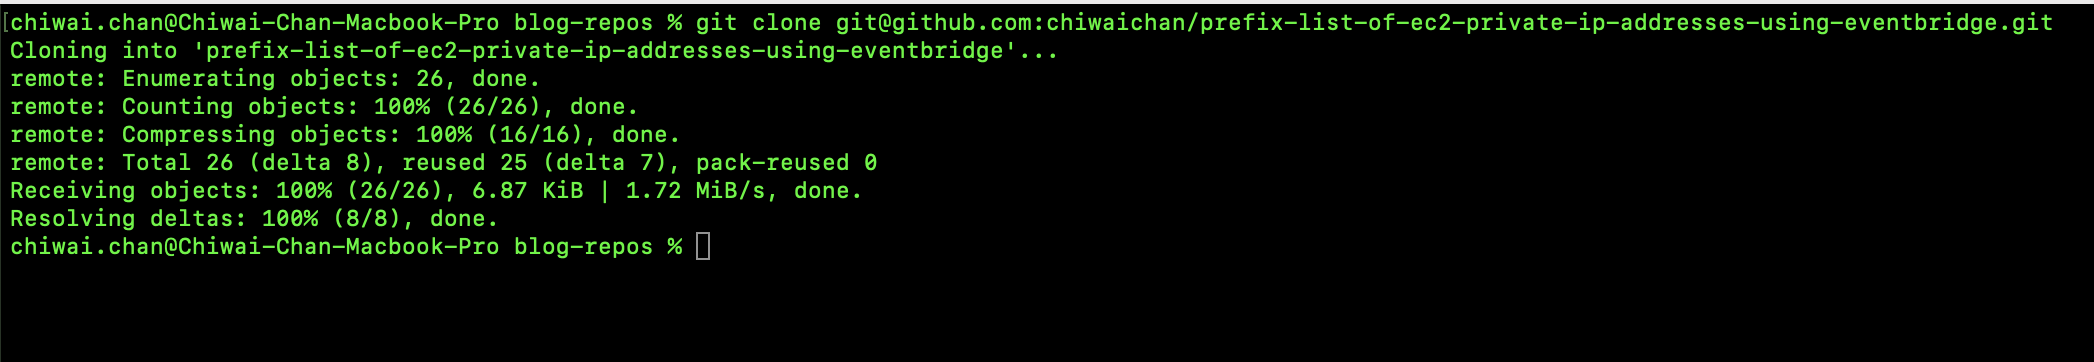 [chiwai.chan@Chiwai-Chan-Macbook-Pro blog-repos % git clone git@github.com:chiwaichan/prefix-list-of-ec2-private-ip-addresses-using-eventbridge.git
Cloning into 'prefix-list-of-ec2-private-ip-addresses-using-eventbridge'...
remote: Enumerating objects: 26, done.
remote: Counting objects: 100% (26/26), done.
remote: Compressing objects: 100% (16/16), done.
remote: Total 26 (delta 8), reused 25 (delta 7), pack-reused 0
Receiving objects: 100% (26/26), 6.87 KiB | 1.72 MiB/s, done.
Resolving deltas: 100% (8/8), done.
chiwai.chan@Chiwai-Chan-Macbook-Pro blog-repos %